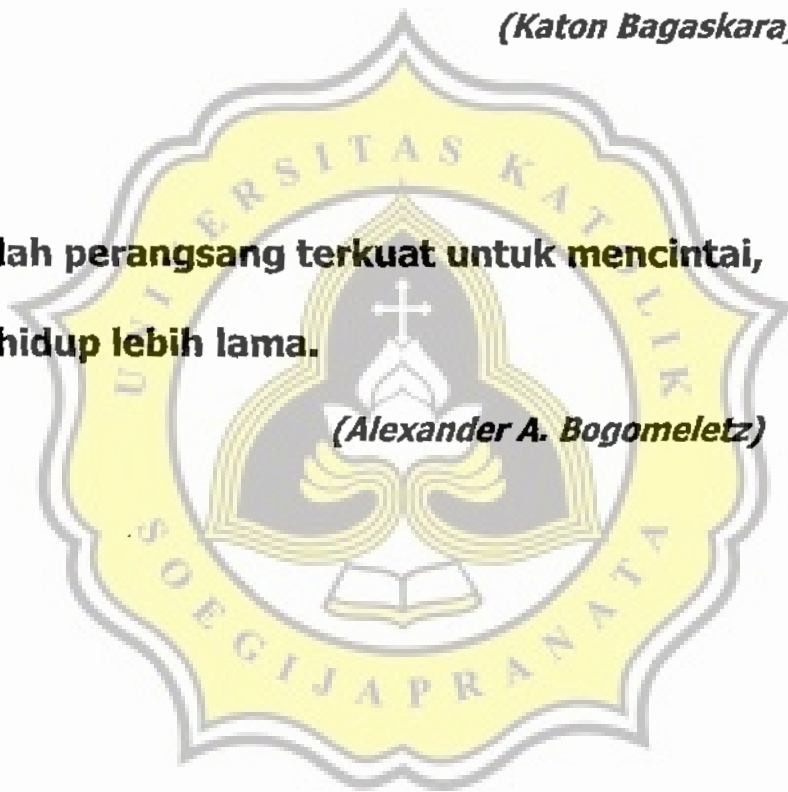 (Katon Bagaskara)
UNIVERSITAS KATOLIK
lah perangsang terkuat untuk mencintai,
hidup lebih lama.
(Alexander A. Bogomeletz)
SOEGIJAPRANATA